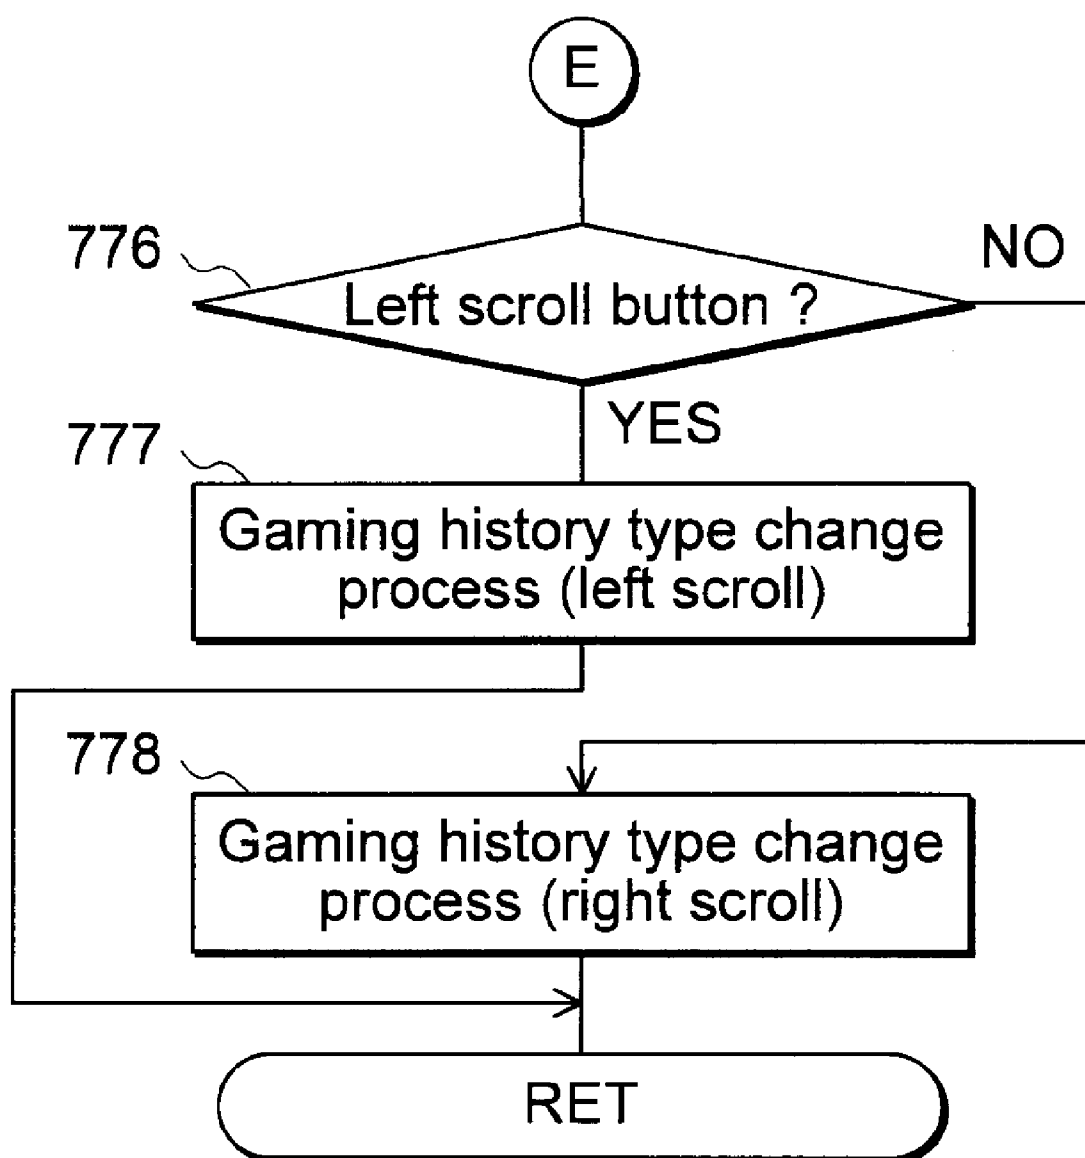 E
776
NO
Left scroll button ?
YES
777
Gaming history type change
process (left scroll)
778
Gaming history type change
process (right scroll)
RET